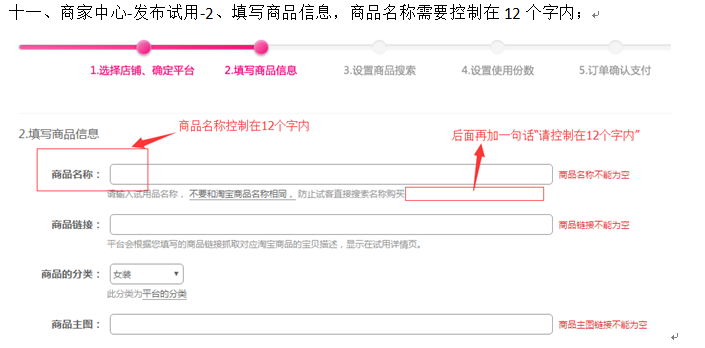 十一、商家中心-发布试用-2、填写商品信息，商品名称需要控制在 12 个字内；
1.选择店铺、确定平台 2.填写商品信息 3.设置商品搜索 4.设置使用份数 5.订单确认支付
商品名称控制在12个字内
2.填写商品信息
后面再加一句话“请控制在12个字内”
商品名称： 商品名称不能为空
请输入试用品名称，不要和淘宝商品名称相同，防止试客直接搜索名称购买
商品链接： 商品链接不能为空
平台会根据您填写的商品链接抓取对应淘宝商品的宝贝描述，显示在试用详情页。
商品的分类： 女装
此分类为平台的分类
商品主图： 商品主图链接不能为空